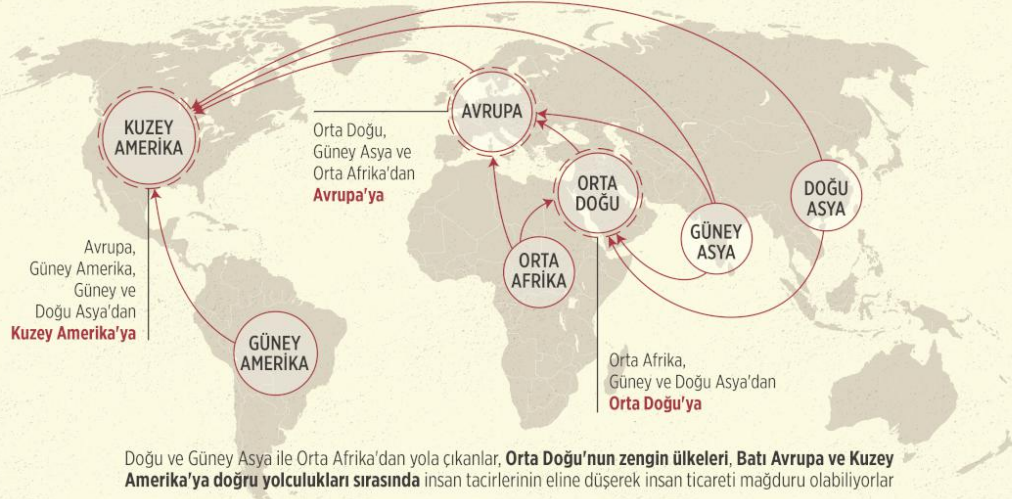 KUZEY
AMERİKA
AVRUPA
Orta Doğu,
Güney Asya ve
Orta Afrika'dan
Avrupa'ya
ORTA
DOĞU
DOĞU
ASYA
GÜNEY
ASYA
ORTA
AFRİKA
Avrupa,
Güney Amerika,
Güney ve
Doğu Asya'dan
Kuzey Amerika'ya
GÜNEY
AMERİKA
Orta Afrika,
Güney ve Doğu Asya'dan
Orta Doğu'ya
Doğu ve Güney Asya ile Orta Afrika'dan yola çıkanlar, Orta Doğu'nun zengin ülkeleri, Batı Avrupa ve Kuzey
Amerika'ya doğru yolculukları sırasında insan tacirlerinin eline düşerek insan ticareti mağduru olabiliyorlar